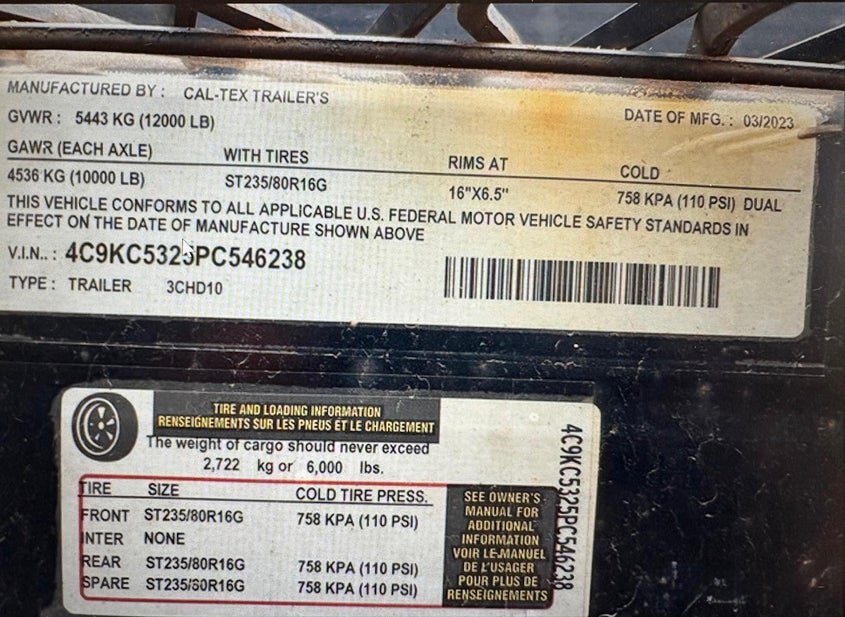 MANUFACTURED BY : CAL-TEX TRAILER'S DATE OF MFG. : 03/2023
GVWR : 5443 KG (12000 LB)
GAWR (EACH AXLE) WITH TIRES RIMS AT COLD
4536 KG (10000 LB) ST235/80R16G 16"X6.5" 758 KPA (110 PSI) DUAL
THIS VEHICLE CONFORMS TO ALL APPLICABLE U.S. FEDERAL MOTOR VEHICLE SAFETY STANDARDS IN
EFFECT ON THE DATE OF MANUFACTURE SHOWN ABOVE
V.I.N.. : 4C9KC5325PC546238
TYPE : TRAILER 3CHD10
TIRE AND LOADING INFORMATION
RENSEIGNEMENTS SUR LES PNEUS ET LE CHARGEMENT
The weight of cargo should never exceed
2,722 kg or 6,000 lbs.
TIRE SIZE COLD TIRE PRESS.
FRONT ST235/80R16G 758 KPA (110 PSI)
INTER NONE
REAR ST235/80R16G 758 KPA (110 PSI)
SPARE ST235/80R16G 758 KPA (110 PSI)
SEE OWNER'S
MANUAL FOR
ADDITIONAL
INFORMATION
VOIR LE MANUEL
DE L'USAGER
POUR PLUS DE
RENSEIGNEMENTS
4C9KC5325PC546238